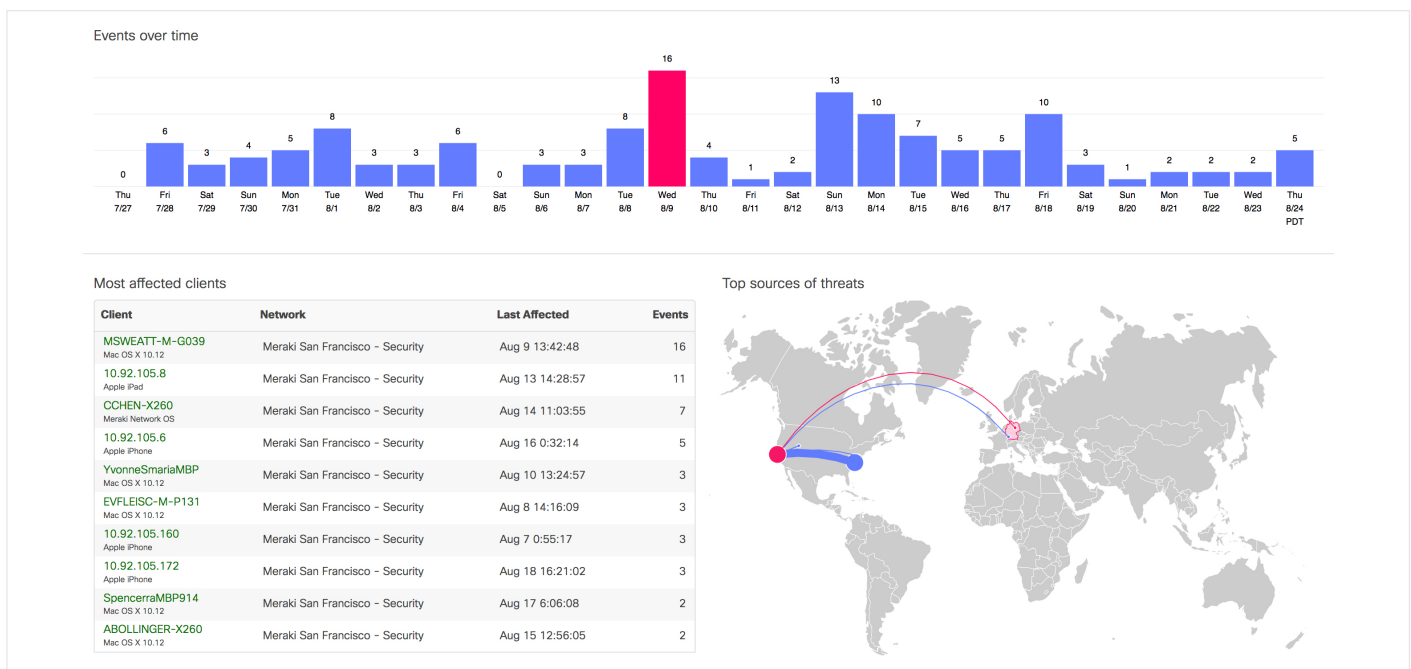 Events over time
16
13
10
10
8
8
7
6
6
5
5
5
5
4
4
3
3
3
3
3
3
2
2
2
2
1
1
0
0
Thu Fri Sat Sun Mon Tue Wed Thu Fri Sat Sun Mon Tue Wed Thu Fri Sat Sun Mon Tue Wed Thu Fri Sat Sun Mon Tue Wed Thu
7/27 7/28 7/29 7/30 7/31 8/1 8/2 8/3 8/4 8/5 8/6 8/7 8/8 8/9 8/10 8/11 8/12 8/13 8/14 8/15 8/16 8/17 8/18 8/19 8/20 8/21 8/22 8/23 8/24
PDT
Most affected clients
Client Network Last Affected Events
MSWEATT-M-G039
Mac OS X 10.12
Meraki San Francisco - Security Aug 9 13:42:48 16
10.92.105.8
Apple iPad
Meraki San Francisco - Security Aug 13 14:28:57 11
CCHEN-X260
Meraki Network OS
Meraki San Francisco - Security Aug 14 11:03:55 7
10.92.105.6
Apple iPhone
Meraki San Francisco - Security Aug 16 0:32:14 5
YvonneSmariaMBP
Mac OS X 10.12
Meraki San Francisco - Security Aug 10 13:24:57 3
EVFLEISC-M-P131
Mac OS X 10.12
Meraki San Francisco - Security Aug 8 14:16:09 3
10.92.105.160
Apple iPhone
Meraki San Francisco - Security Aug 7 0:55:17 3
10.92.105.172
Apple iPhone
Meraki San Francisco - Security Aug 18 16:21:02 3
SpencerraMBP914
Mac OS X 10.12
Meraki San Francisco - Security Aug 17 6:06:08 2
ABOLLINGER-X260
Mac OS X 10.12
Meraki San Francisco - Security Aug 15 12:56:05 2
Top sources of threats